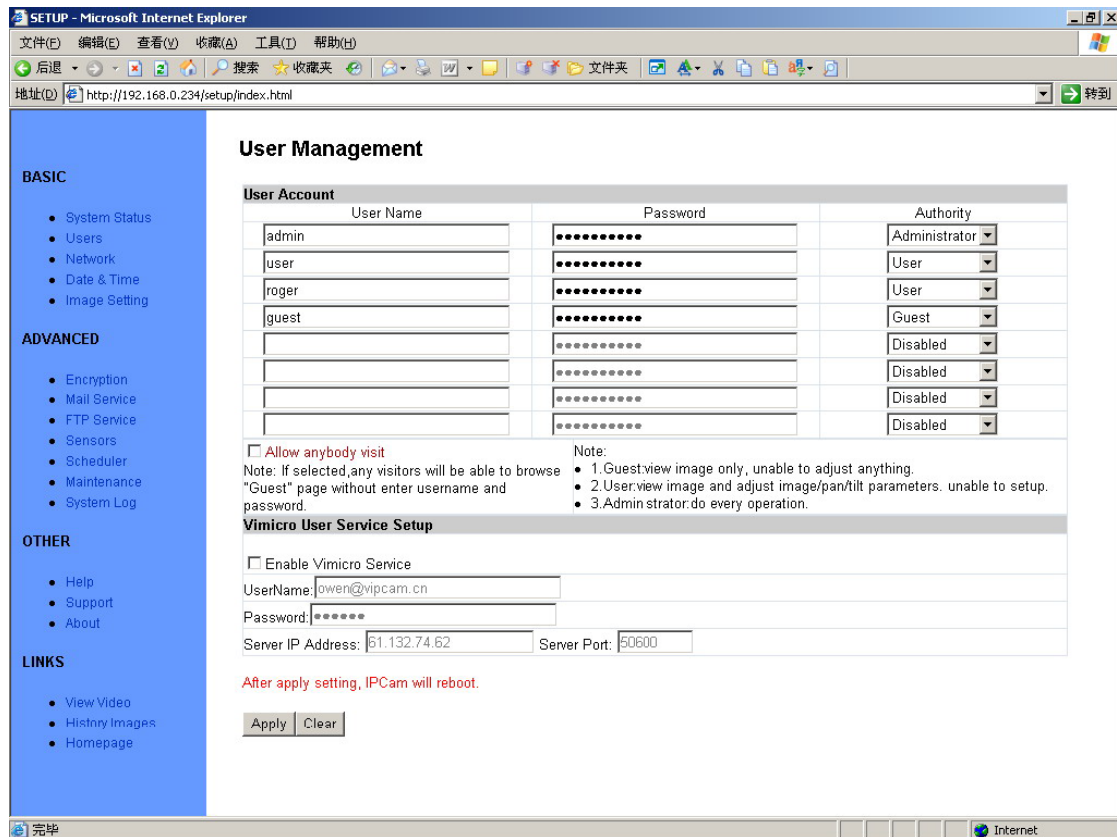 SETUP - Microsoft Internet Explorer
文件(F) 编辑(E) 查看(V) 收藏(A) 工具(T) 帮助(H)
后退 搜索 收藏夹 文件夹
地址(D) http://192.168.0.234/setup/index.html 转到
BASIC
System Status
Users
Network
Date & Time
Image Setting
ADVANCED
Encryption
Mail Service
FTP Service
Sensors
Scheduler
Maintenance
System Log
OTHER
Help
Support
About
LINKS
View Video
History Images
Homepage
User Management
User Account
User Name Password Authority
admin ●●●●●●●●●● Administrator
user ●●●●●●●●●● User
roger ●●●●●●●●●● User
guest ●●●●●●●●●● Guest
●●●●●●●●●● Disabled
●●●●●●●●●● Disabled
●●●●●●●●●● Disabled
●●●●●●●●●● Disabled
Allow anybody visit
Note: If selected,any visitors will be able to browse
"Guest" page without enter username and
password.
Note:
1.Guest:view image only, unable to adjust anything.
2.User:view image and adjust image/pan/tilt parameters. unable to setup.
3.Admin strator:do every operation.
Vimicro User Service Setup
Enable Vimicro Service
UserName: owen@vipcam.cn
Password: ●●●●●●
Server IP Address: 61.132.74.62 Server Port: 50600
After apply setting, IPCam will reboot.
Apply Clear
完毕 Internet